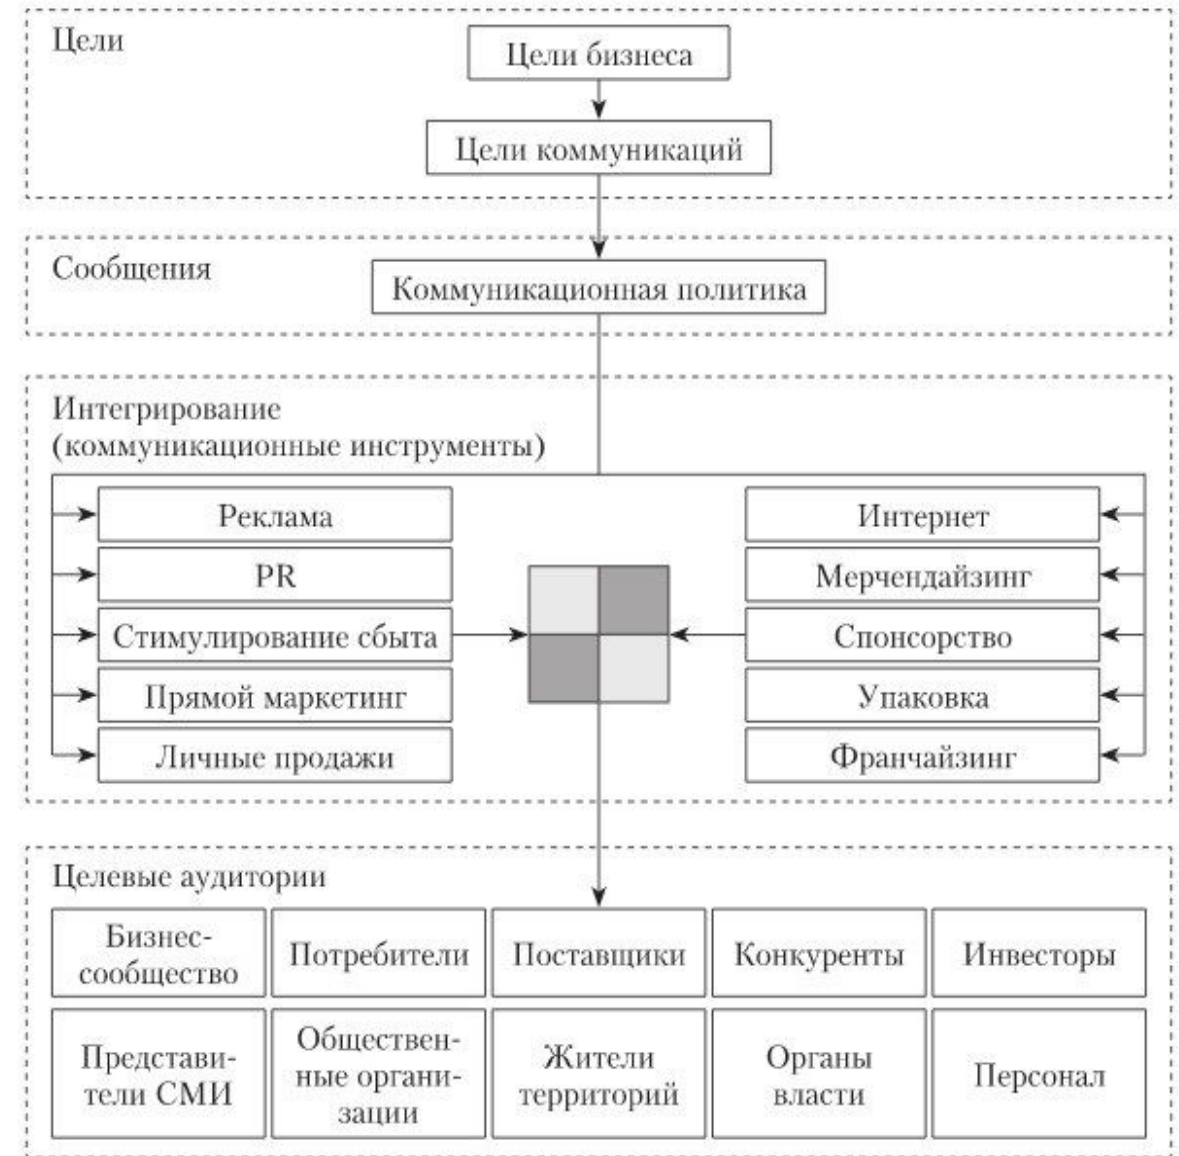 Цели
Цели бизнеса
Цели коммуникаций
Сообщения
Коммуникационная политика
Интегрирование
(коммуникационные инструменты)
Реклама
PR
Стимулирование сбыта
Прямой маркетинг
Личные продажи
Интернет
Мерчендайзинг
Спонсорство
Упаковка
Франчайзинг
Целевые аудитории
Бизнес-
сообщество
Потребители
Поставщики
Конкуренты
Инвесторы
Представи-
тели СМИ
Обществен-
ные органи-
зации
Жители
территорий
Органы
власти
Персонал